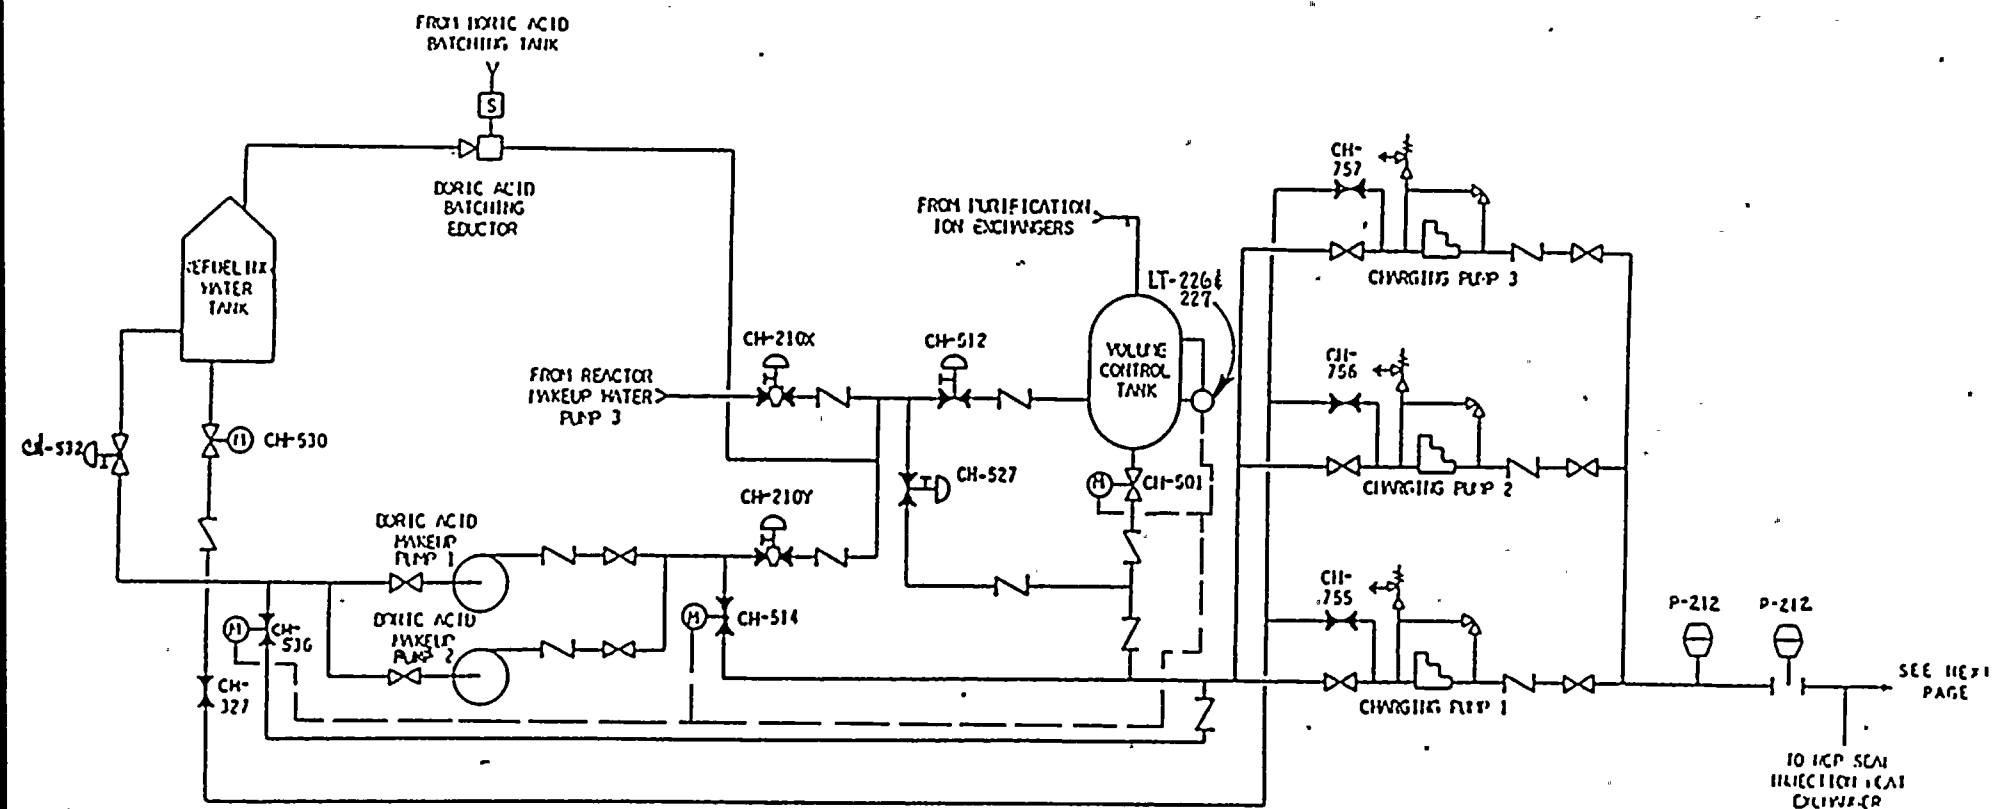 FROM BORIC ACID
BATCHING TANK
S
BORIC ACID
BATCHING
EDUCTOR
REFUELING
WATER
TANK
FROM PURIFICATION
ION EXCHANGERS
LT-226 &
227
VOLUME
CONTROL
TANK
CH-210X
CH-512
FROM REACTOR
MAKEUP WATER
PUMP 3
CH-532
M
CH-530
CH-527
M
CH-501
CH-210Y
BORIC ACID
MAKEUP
PUMP 1
BORIC ACID
MAKEUP
PUMP 2
M
CH-
536
M
CH-514
CH-
327
CH-
757
CHARGING PUMP 3
CH-
756
CHARGING PUMP 2
CH-
755
CHARGING PUMP 1
P-212
P-212
SEE NEXT
PAGE
TO RCP SEAL
INJECTION HEAT
EXCHANGER